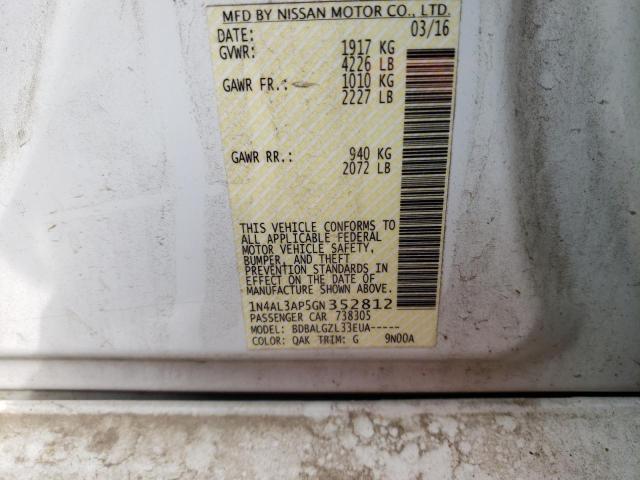 MFD BY NISSAN MOTOR CO., LTD.
DATE: 03/16
GVWR: 1917 KG
4226 LB
GAWR FR.: 1010 KG
2227 LB
GAWR RR.: 940 KG
2072 LB
THIS VEHICLE CONFORMS TO
ALL APPLICABLE FEDERAL
MOTOR VEHICLE SAFETY,
BUMPER, AND THEFT
PREVENTION STANDARDS IN
EFFECT ON THE DATE OF
MANUFACTURE SHOWN ABOVE.
1N4AL3AP5GN352812
PASSENGER CAR 738305
MODEL: BDBALGZL33EUA-----
COLOR: QAK TRIM: G 9N00A